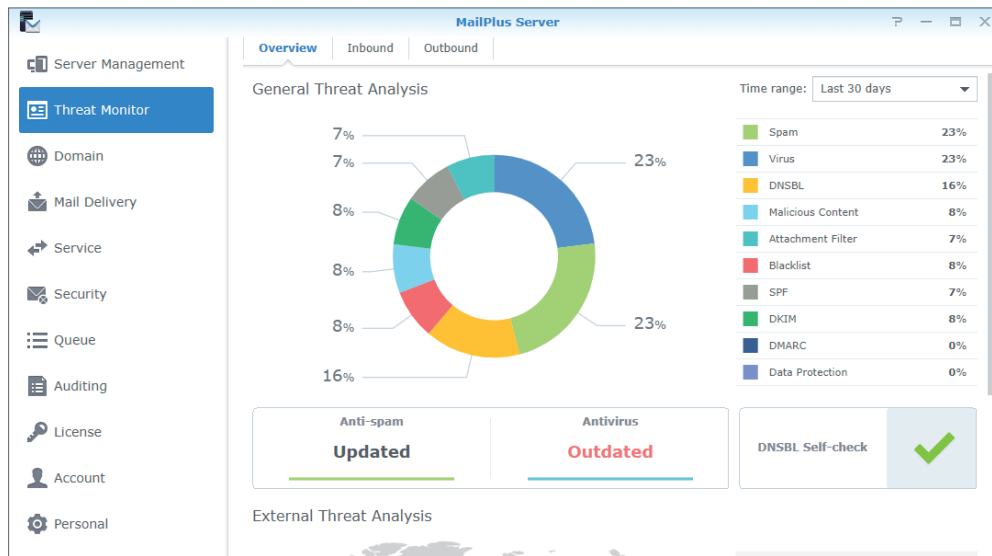 MailPlus Server
Server Management
Threat Monitor
Domain
Mail Delivery
Service
Security
Queue
Auditing
License
Account
Personal
Overview Inbound Outbound
General Threat Analysis
Time range: Last 30 days
7%
7%
8%
8%
8%
16%
23%
23%
Spam 23%
Virus 23%
DNSBL 16%
Malicious Content 8%
Attachment Filter 7%
Blacklist 8%
SPF 7%
DKIM 8%
DMARC 0%
Data Protection 0%
Anti-spam
Updated
Antivirus
Outdated
DNSBL Self-check
External Threat Analysis